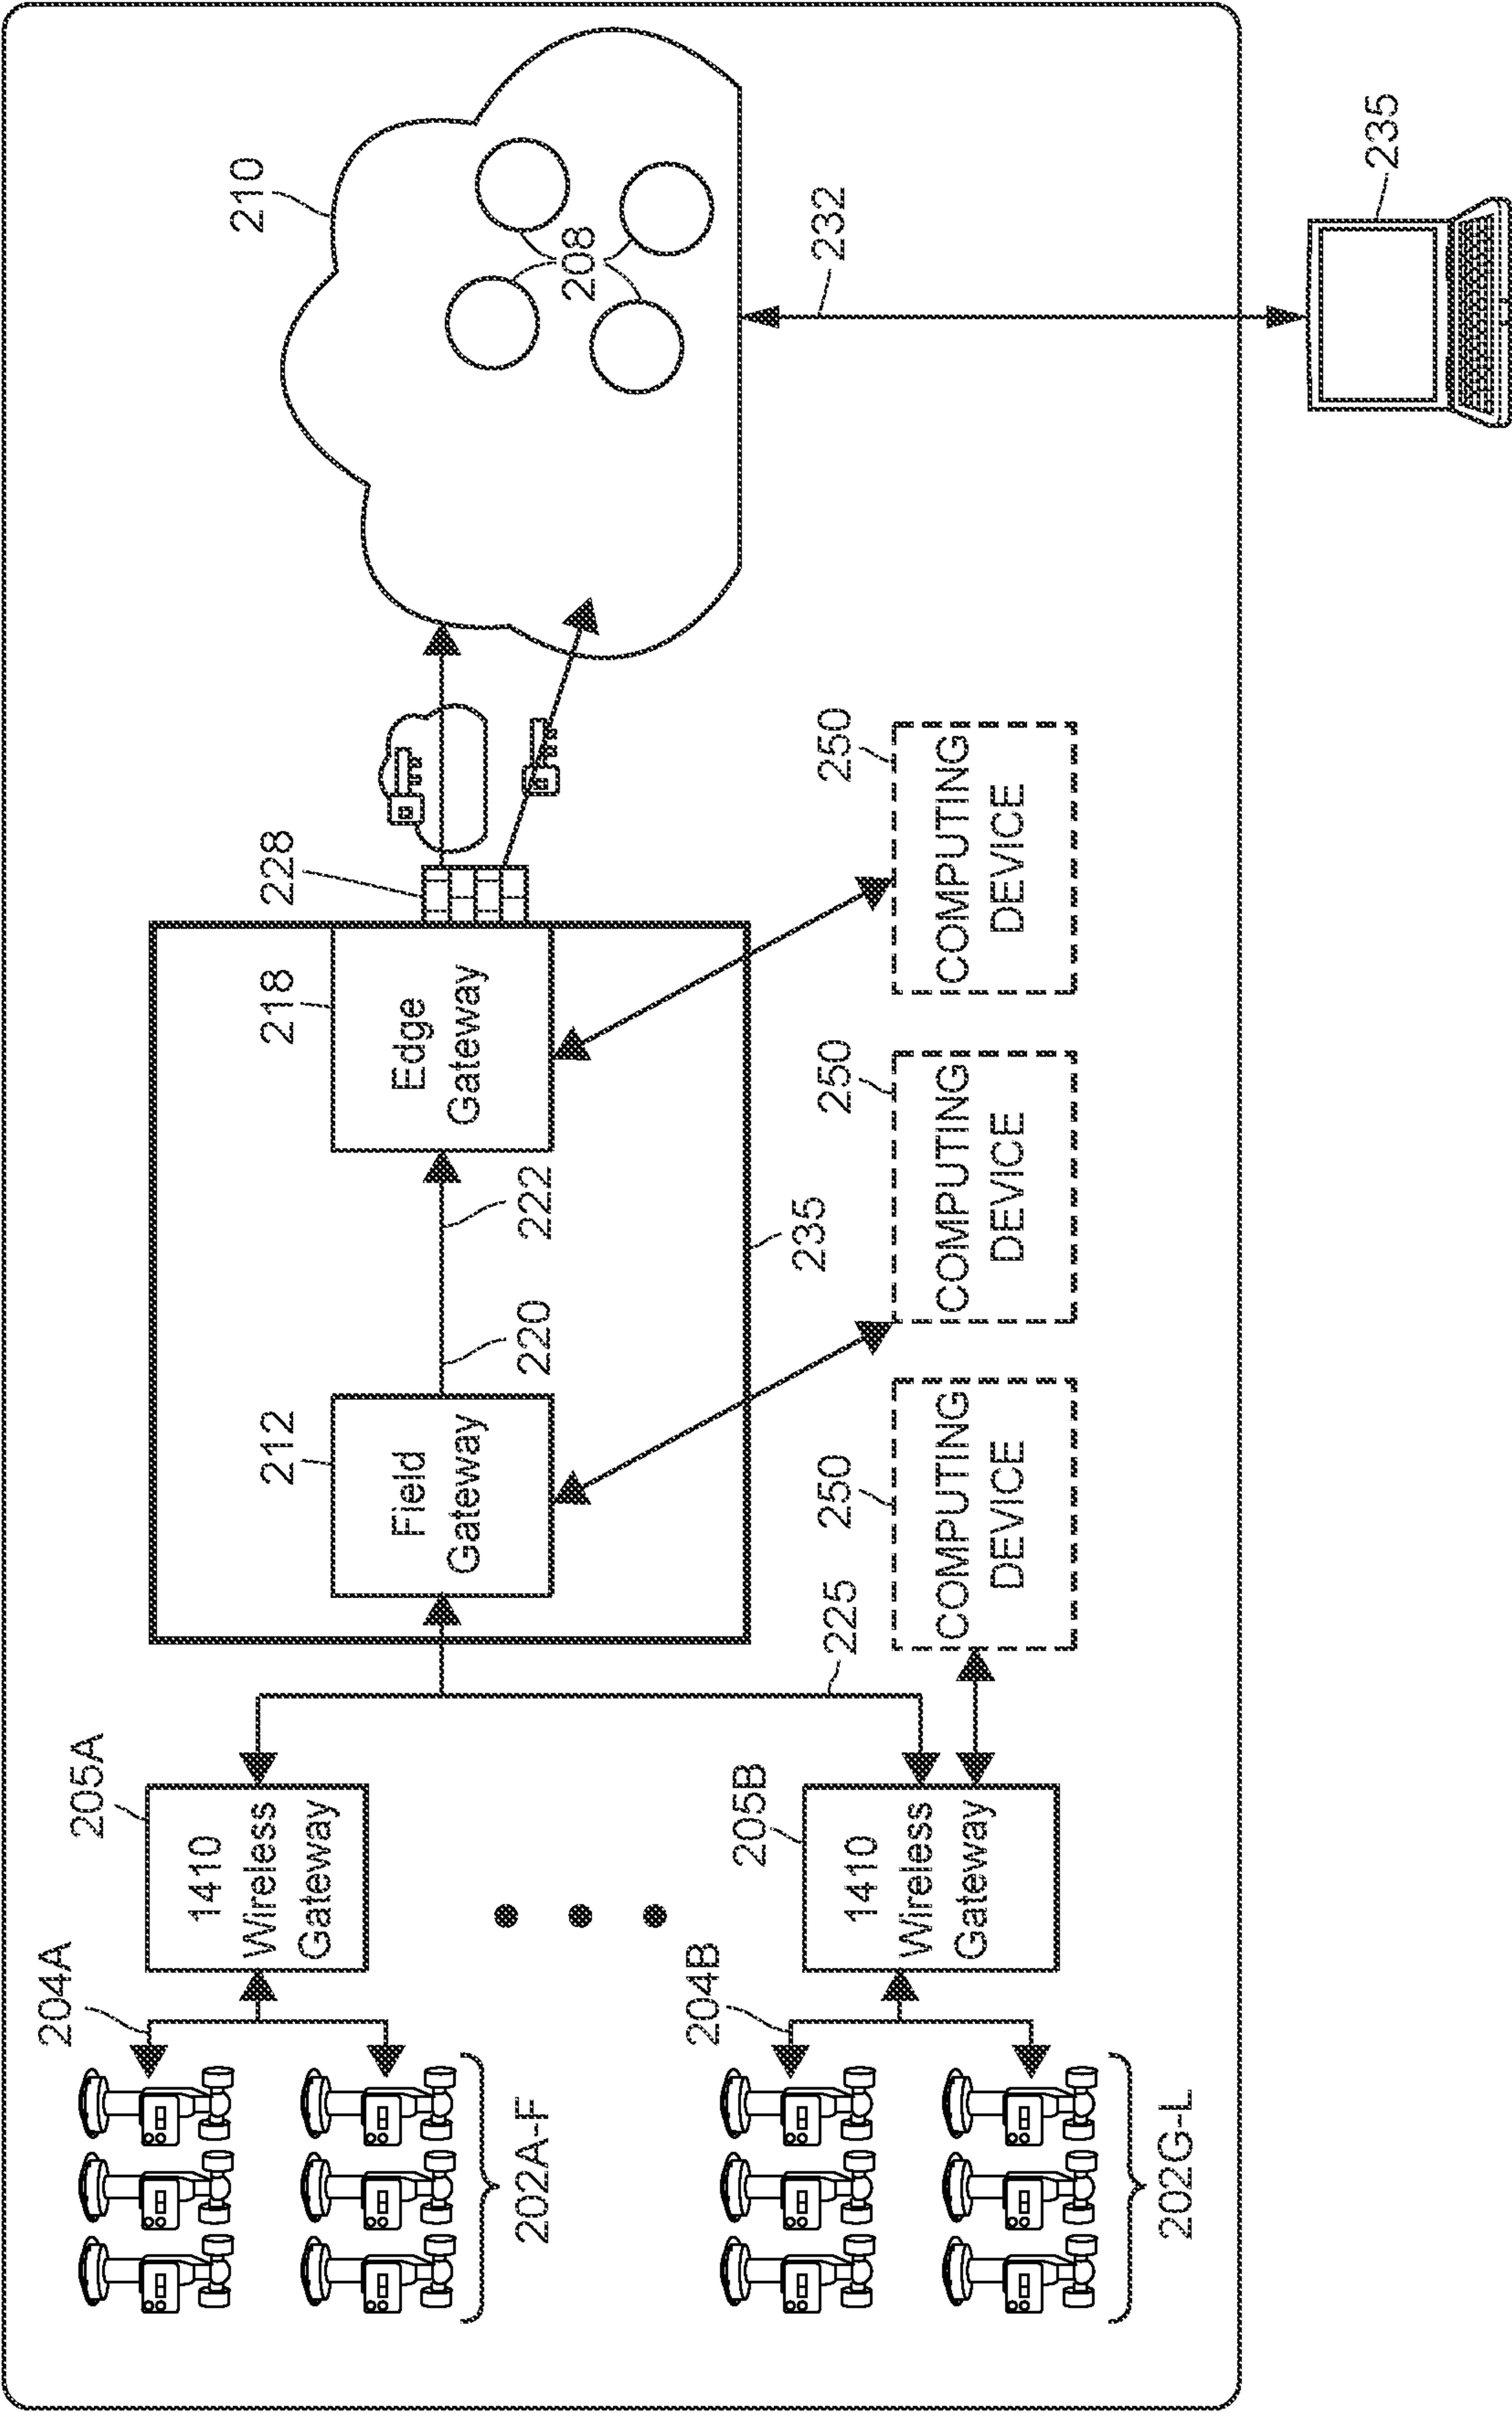 204A
205A
1410
Wireless
Gateway
202A-F
204B
205B
1410
Wireless
Gateway
202G-L
225
212
Field
Gateway
220
222
218
Edge
Gateway
228
235
250
COMPUTING
DEVICE
250
COMPUTING
DEVICE
250
COMPUTING
DEVICE
210
208
232
235